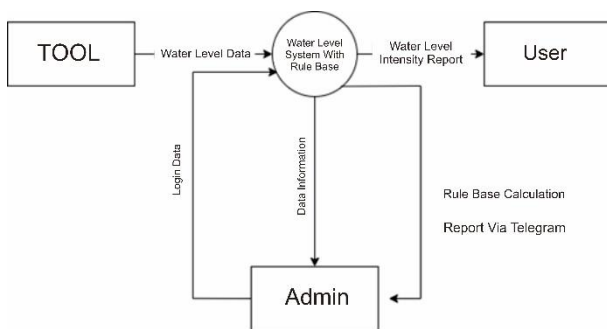 TOOL
Water Level Data
Water Level
System With
Rule Base
Water Level
Intensity Report
User
Login Data
Data Information
Rule Base Calculation
Report Via Telegram
Admin